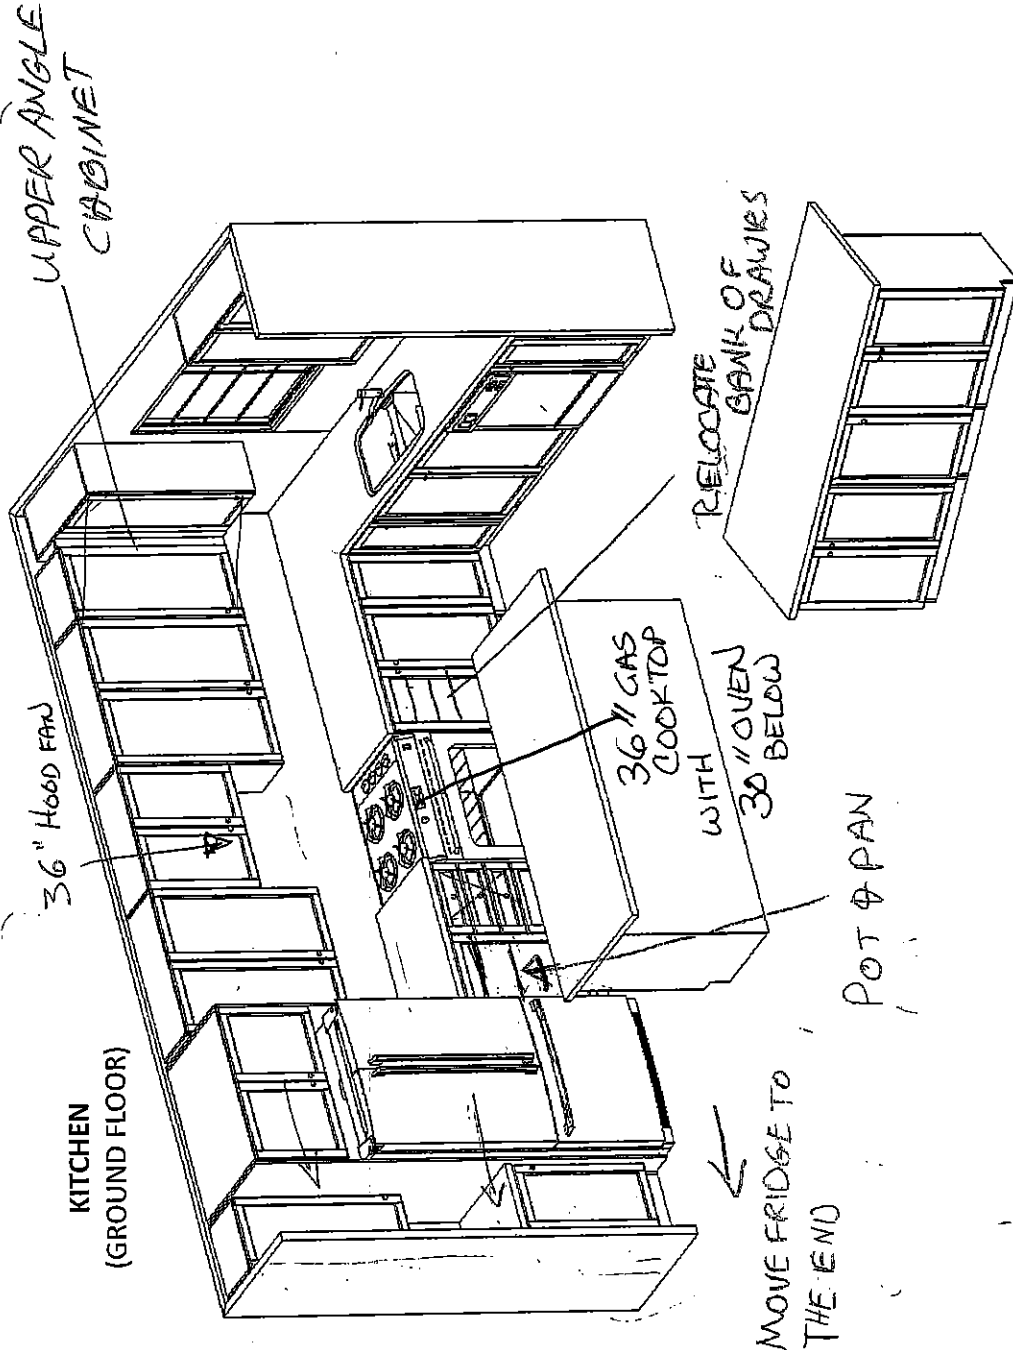 KITCHEN
(GROUND FLOOR)
36" HOOD FAN
UPPER ANGLE
CABINET
MOVE FRIDGE TO
THE END
POT & PAN
36" GAS
COOKTOP
WITH
30" OVEN
BELOW
RELOCATE
BANK OF
DRAWRES